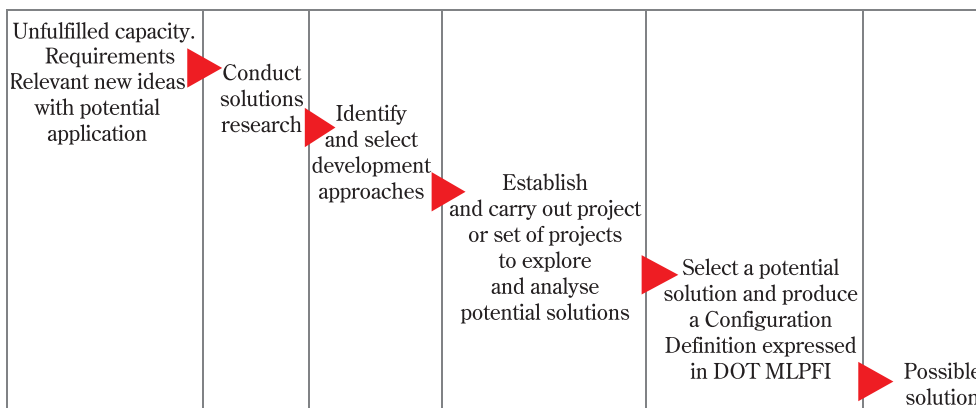 Unfulfilled capacity.
Requirements
Relevant new ideas
with potential
application
Conduct
solutions
research
Identify
and select
development
approaches
Establish
and carry out project
or set of projects
to explore
and analyse
potential solutions
Select a potential
solution and produce
a Configuration
Definition expressed
in DOT MLPFI
Possible
solution